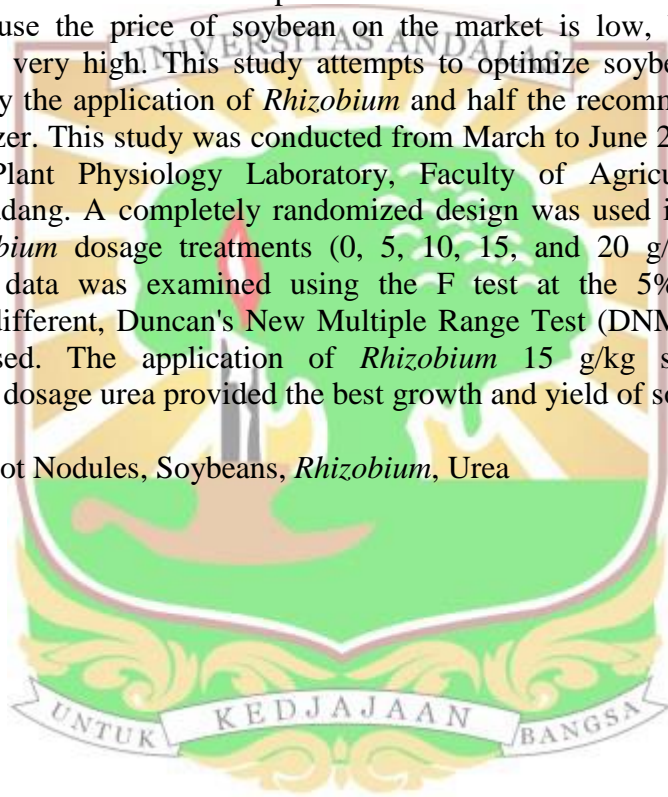 use the price of soybean on the market is low,
UNIVERSITAS ANDALAS
very high. This study attempts to optimize soybe
y the application of Rhizobium and half the recomm
zer. This study was conducted from March to June 2
Plant Physiology Laboratory, Faculty of Agricu
dang. A completely randomized design was used i
bium dosage treatments (0, 5, 10, 15, and 20 g/
data was examined using the F test at the 5%
different, Duncan's New Multiple Range Test (DNM
sed. The application of Rhizobium 15 g/kg s
dosage urea provided the best growth and yield of so
ot Nodules, Soybeans, Rhizobium, Urea
UNTUK KEDJAJAAN BANGSA